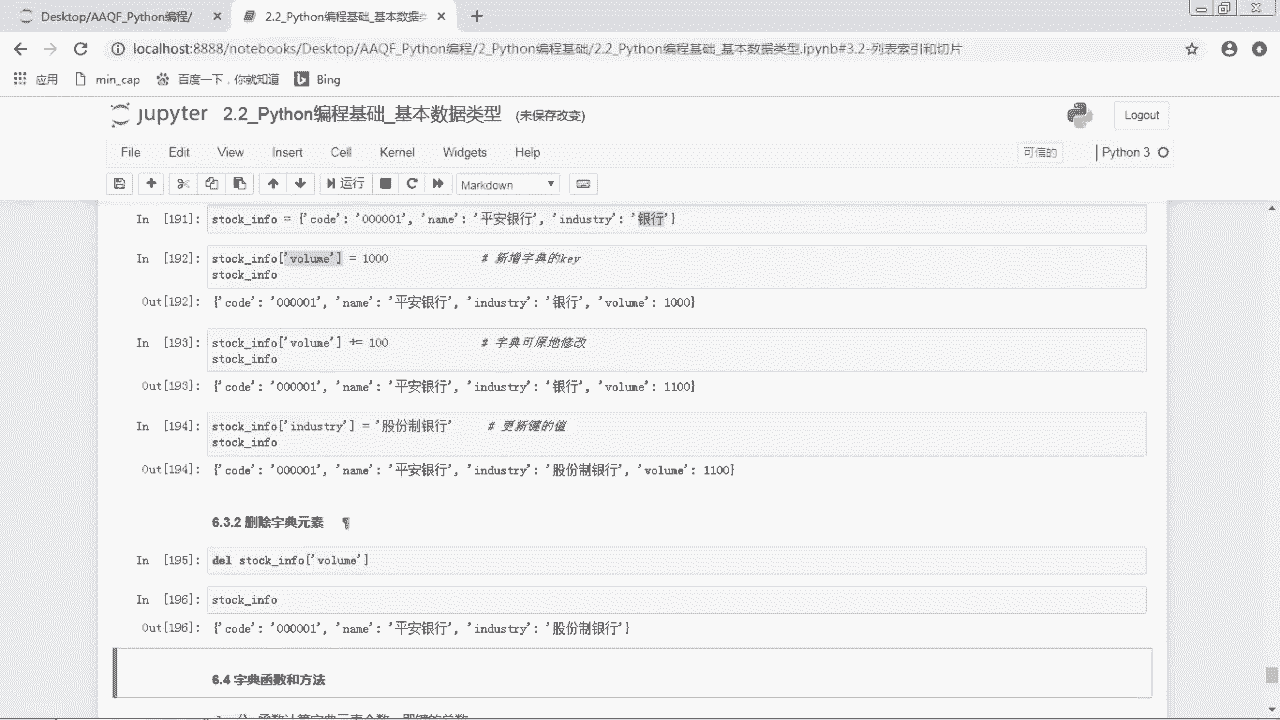 Desktop/AAQF_Python编程/
2.2_Python编程基础_基本数据
localhost:8888/notebooks/Desktop/AAQF_Python编程/2_Python编程基础/2.2_Python编程基础_基本数据类型.ipynb#3.2-列表索引和切片
应用 min_cap 百度一下，你就知道 Bing
jupyter 2.2_Python编程基础_基本数据类型 (未保存改变)
Logout
File Edit View Insert Cell Kernel Widgets Help
可信的 Python 3
运行 Markdown
In [191]: stock_info = {'code': '000001', 'name': '平安银行', 'industry': '银行'}
In [192]: stock_info['volume'] = 1000 # 新增字典的key
stock_info
Out[192]: {'code': '000001', 'name': '平安银行', 'industry': '银行', 'volume': 1000}
In [193]: stock_info['volume'] += 100 # 字典可原地修改
stock_info
Out[193]: {'code': '000001', 'name': '平安银行', 'industry': '银行', 'volume': 1100}
In [194]: stock_info['industry'] = '股份制银行' # 更新键的值
stock_info
Out[194]: {'code': '000001', 'name': '平安银行', 'industry': '股份制银行', 'volume': 1100}
6.3.2 删除字典元素 ¶
In [195]: del stock_info['volume']
In [196]: stock_info
Out[196]: {'code': '000001', 'name': '平安银行', 'industry': '股份制银行'}
6.4 字典函数和方法